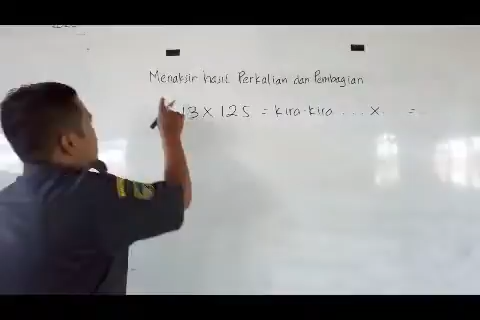 Menaksir hasil Perkalian dan Pembagian
13 × 125 = kira-kira .... × .. = ..